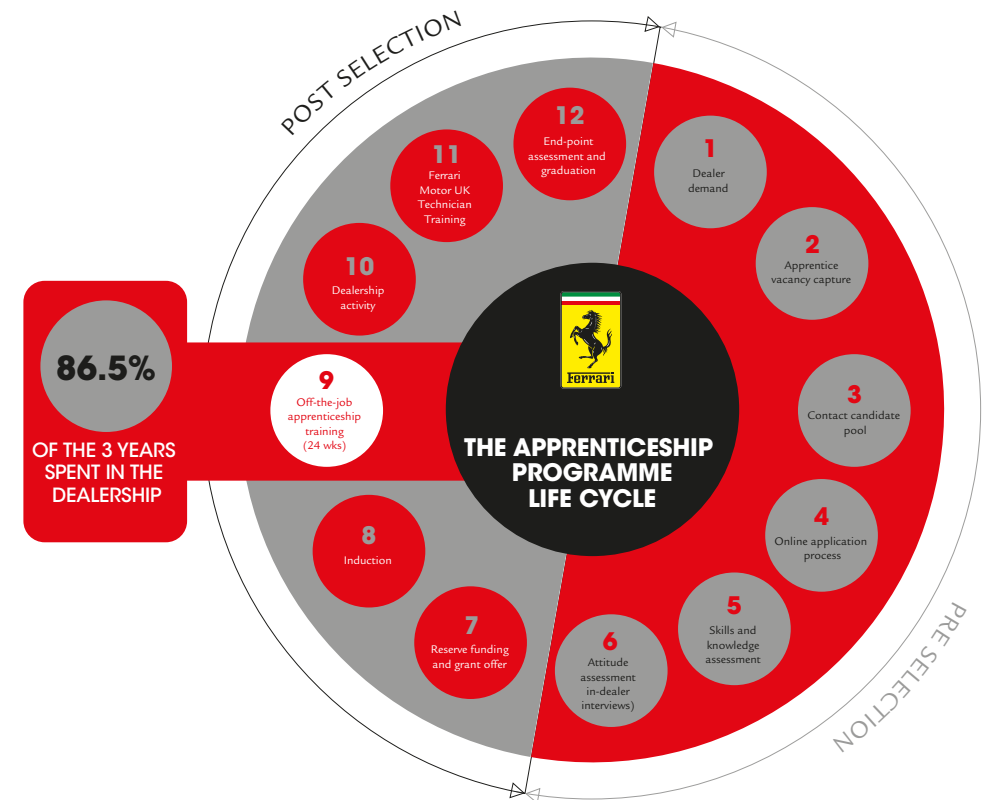 POST SELECTION
PRE SELECTION
1
Dealer
demand
2
Apprentice
vacancy capture
3
Contact candidate
pool
4
Online application
process
5
Skills and
knowledge
assessment
6
Attitude
assessment
in-dealer
interviews)
7
Reserve funding
and grant offer
8
Induction
9
Off-the-job
apprenticeship
training
(24 wks)
10
Dealership
activity
11
Ferrari
Motor UK
Technician
Training
12
End-point
assessment and
graduation
86.5%
OF THE 3 YEARS
SPENT IN THE
DEALERSHIP
Ferrari
THE APPRENTICESHIP
PROGRAMME
LIFE CYCLE